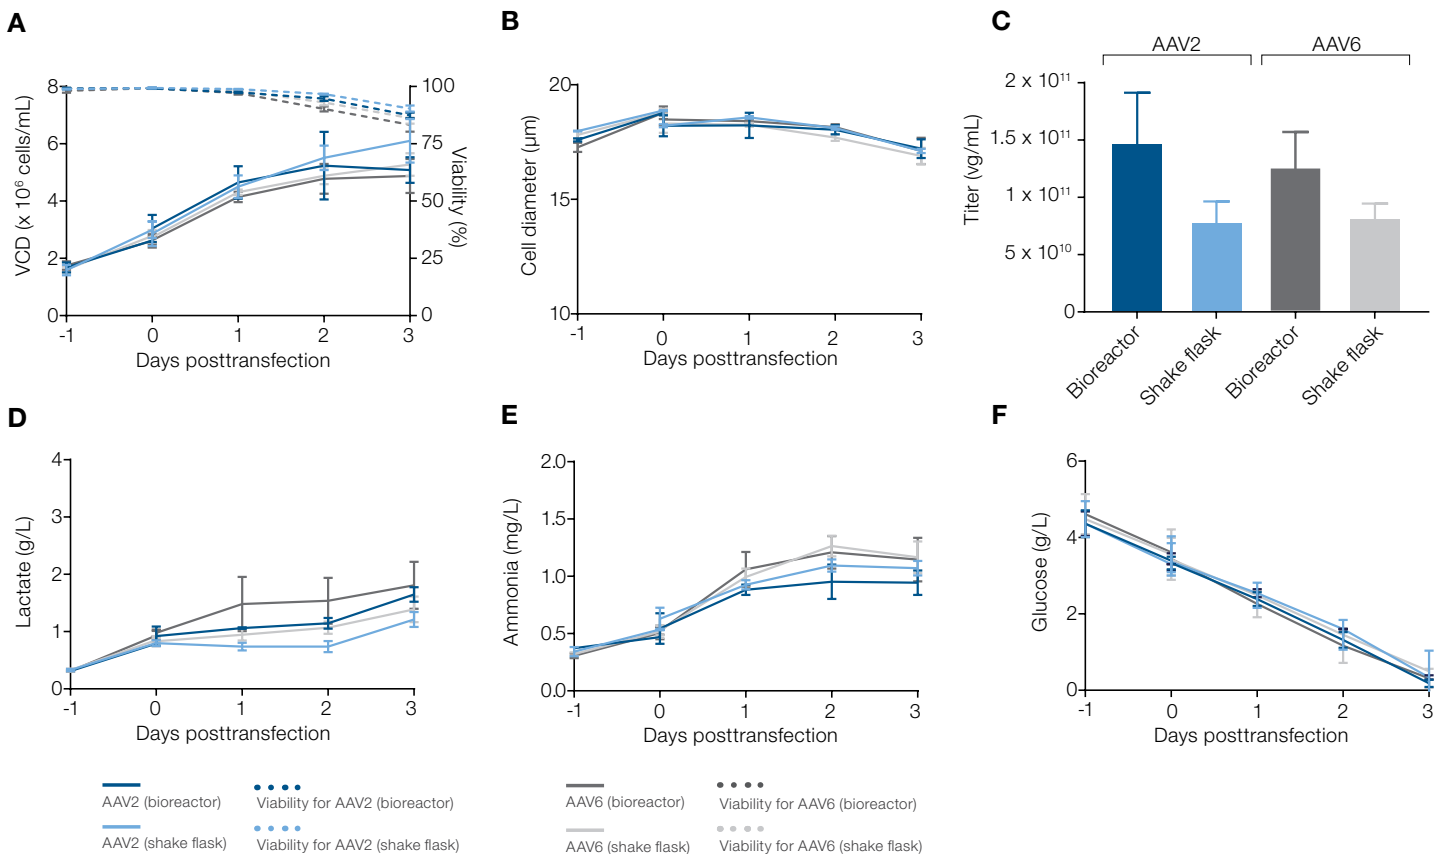 A
VCD (x 10⁶ cells/mL)
8
6
4
2
0
100
75
50
25
0
Viability (%)
-1 0 1 2 3
Days posttransfection
B
Cell diameter (µm)
20
15
10
-1 0 1 2 3
Days posttransfection
C
AAV2 AAV6
Titer (vg/mL)
2 x 10¹¹
1.5 x 10¹¹
1 x 10¹¹
5 x 10¹⁰
0
Bioreactor
Shake flask
Bioreactor
Shake flask
D
Lactate (g/L)
4
3
2
1
0
-1 0 1 2 3
Days posttransfection
E
Ammonia (mg/L)
2.0
1.5
1.0
0.5
0.0
-1 0 1 2 3
Days posttransfection
F
Glucose (g/L)
6
4
2
0
-1 0 1 2 3
Days posttransfection
AAV2 (bioreactor)
Viability for AAV2 (bioreactor)
AAV6 (bioreactor)
Viability for AAV6 (bioreactor)
AAV2 (shake flask)
Viability for AAV2 (shake flask)
AAV6 (shake flask)
Viability for AAV6 (shake flask)